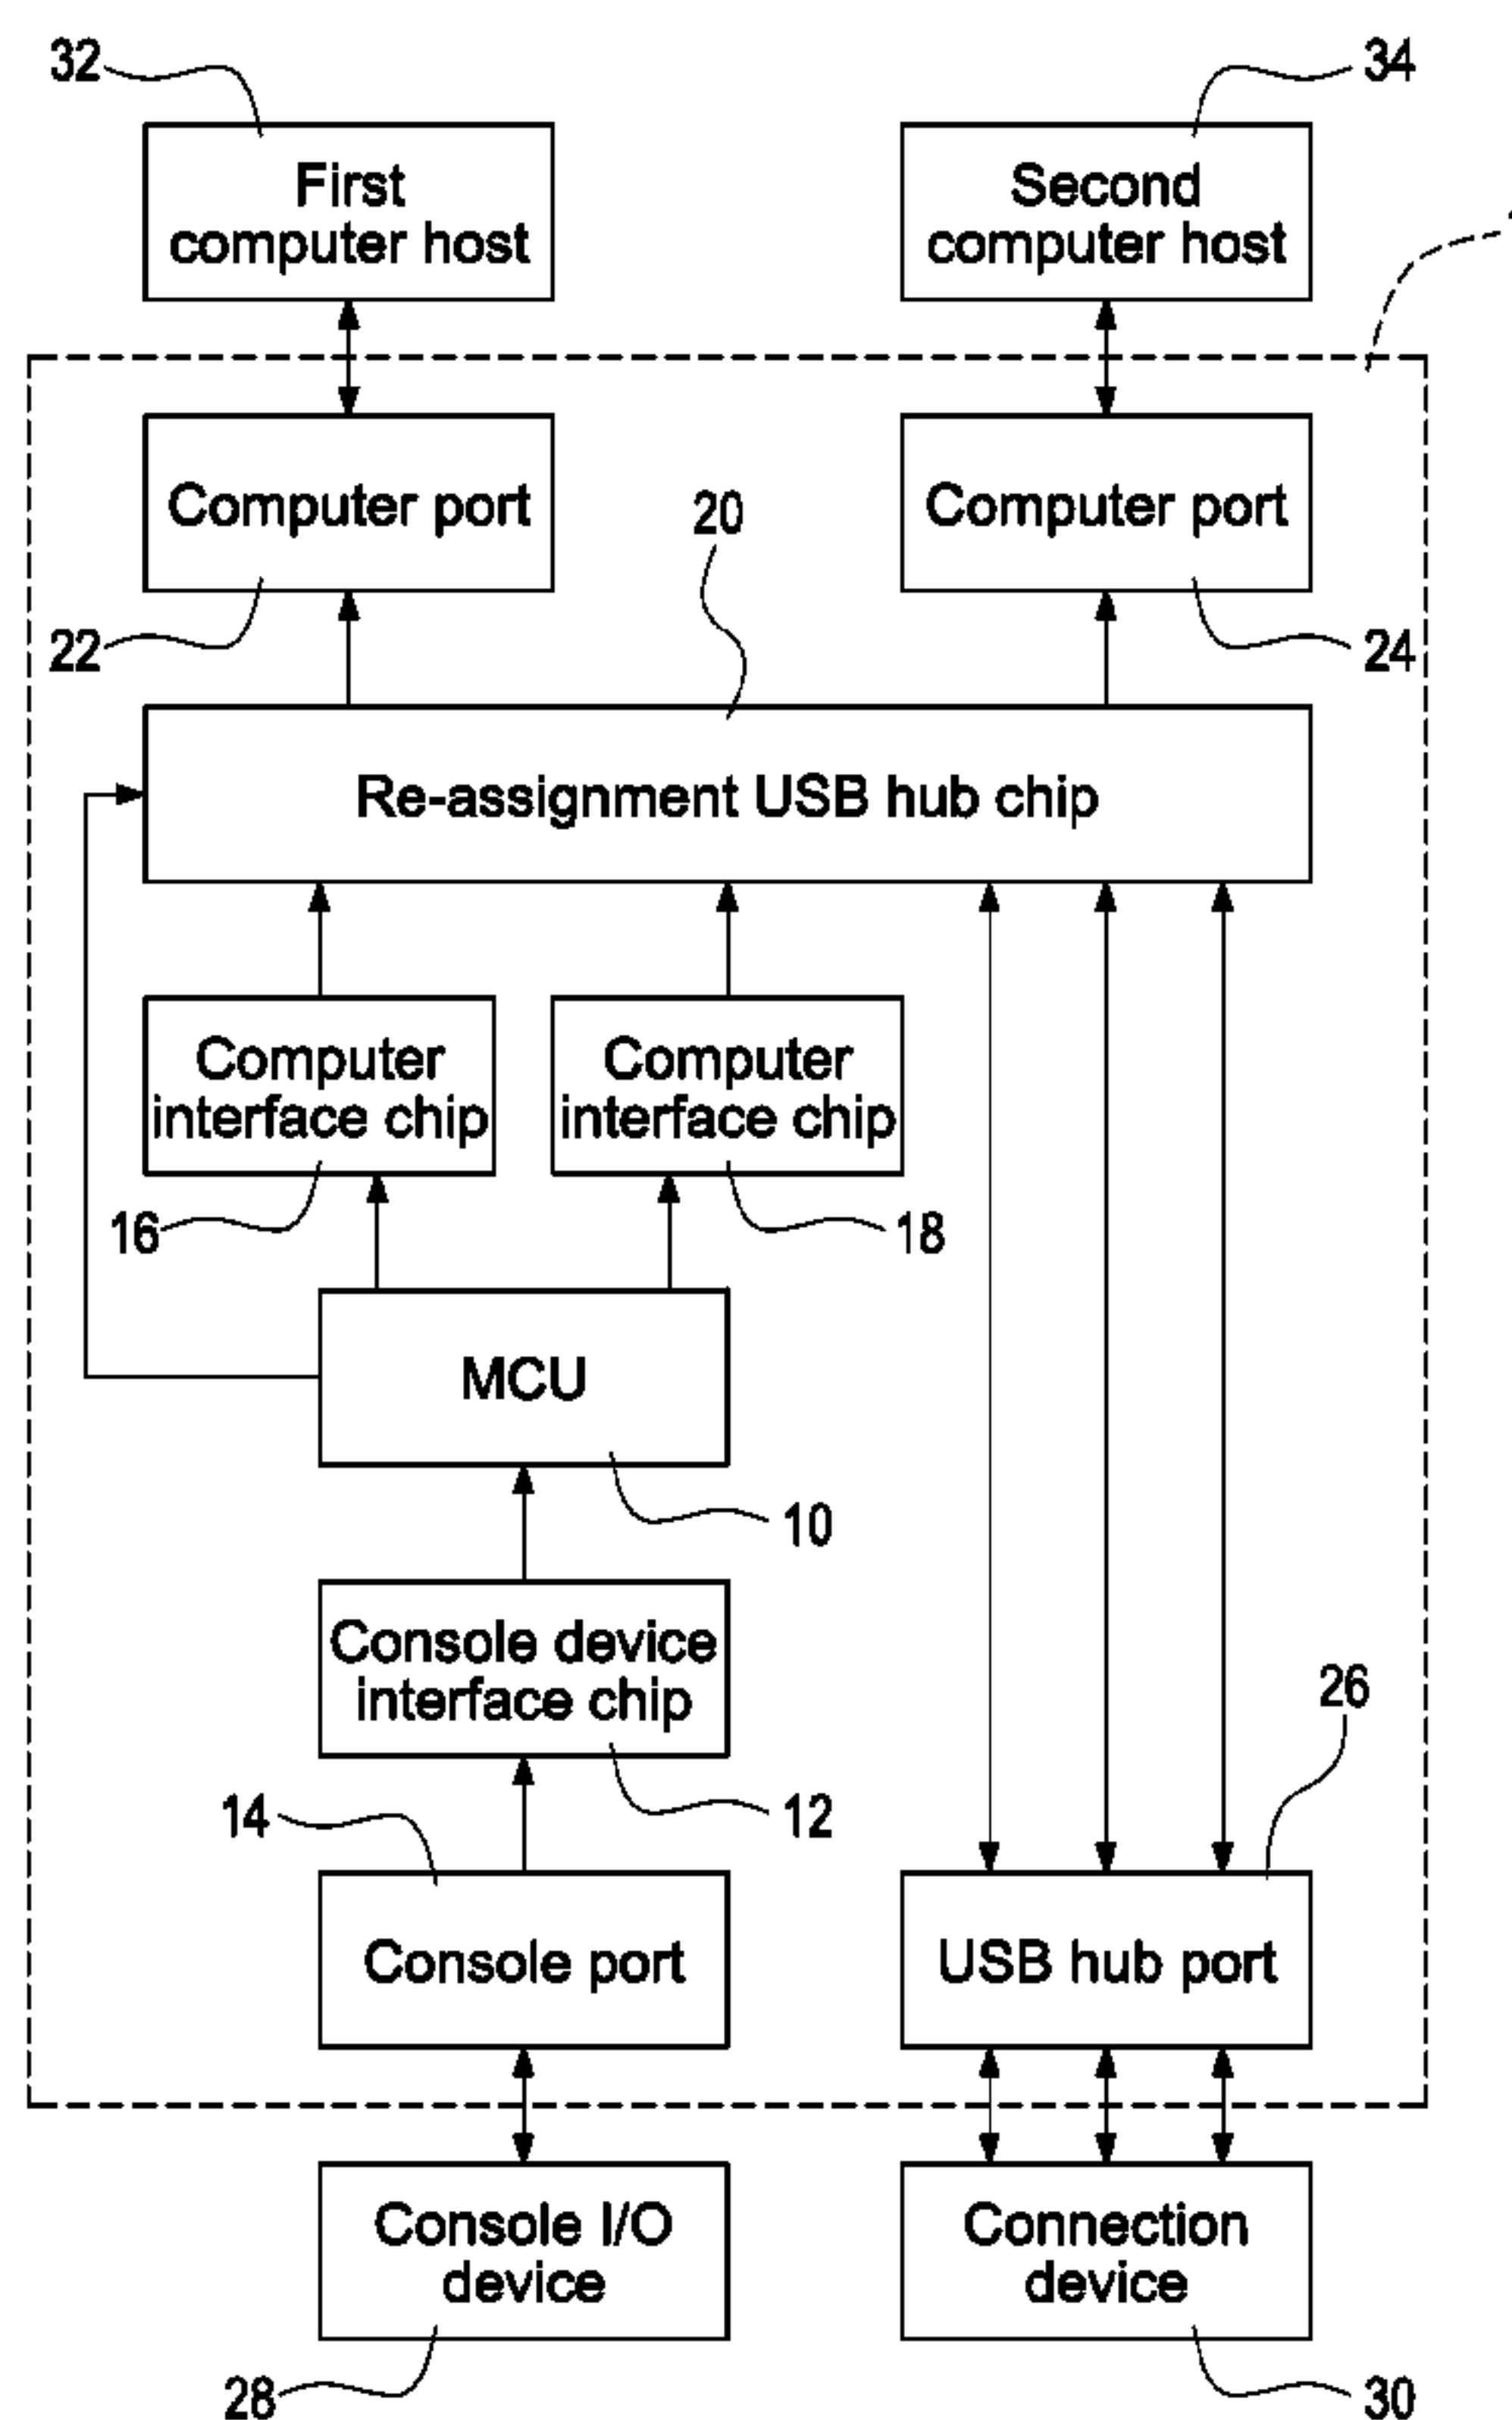 32
34
First
computer host
Second
computer host
Computer port
Computer port
20
22
24
Re-assignment USB hub chip
Computer
interface chip
Computer
interface chip
16
18
MCU
10
Console device
interface chip
26
14
12
Console port
USB hub port
Console I/O
device
Connection
device
28
30